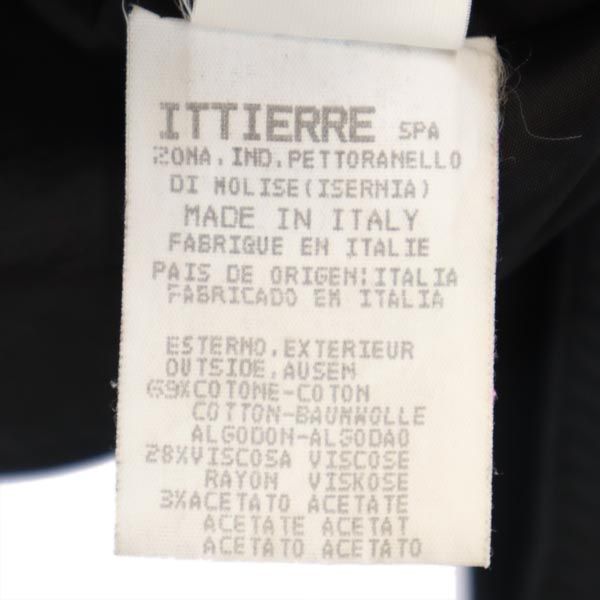 ITTIERRE SPA
ZONA. IND. PETTORANELLO
DI MOLISE (ISERNIA)
MADE IN ITALY
FABRIQUE EN ITALIE
PAIS DE ORIGEN: ITALIA
FABRICADO EM ITALIA
ESTERNO. EXTERIEUR
OUTSIDE. AUSEN
69%COTONE-COTON
COTTON-BAUMWOLLE
ALGODON-ALGODAO
28%VISCOSA VISCOSE
RAYON VISKOSE
3%ACETATO ACETATE
ACETATE ACETAT
ACETATO ACETATO